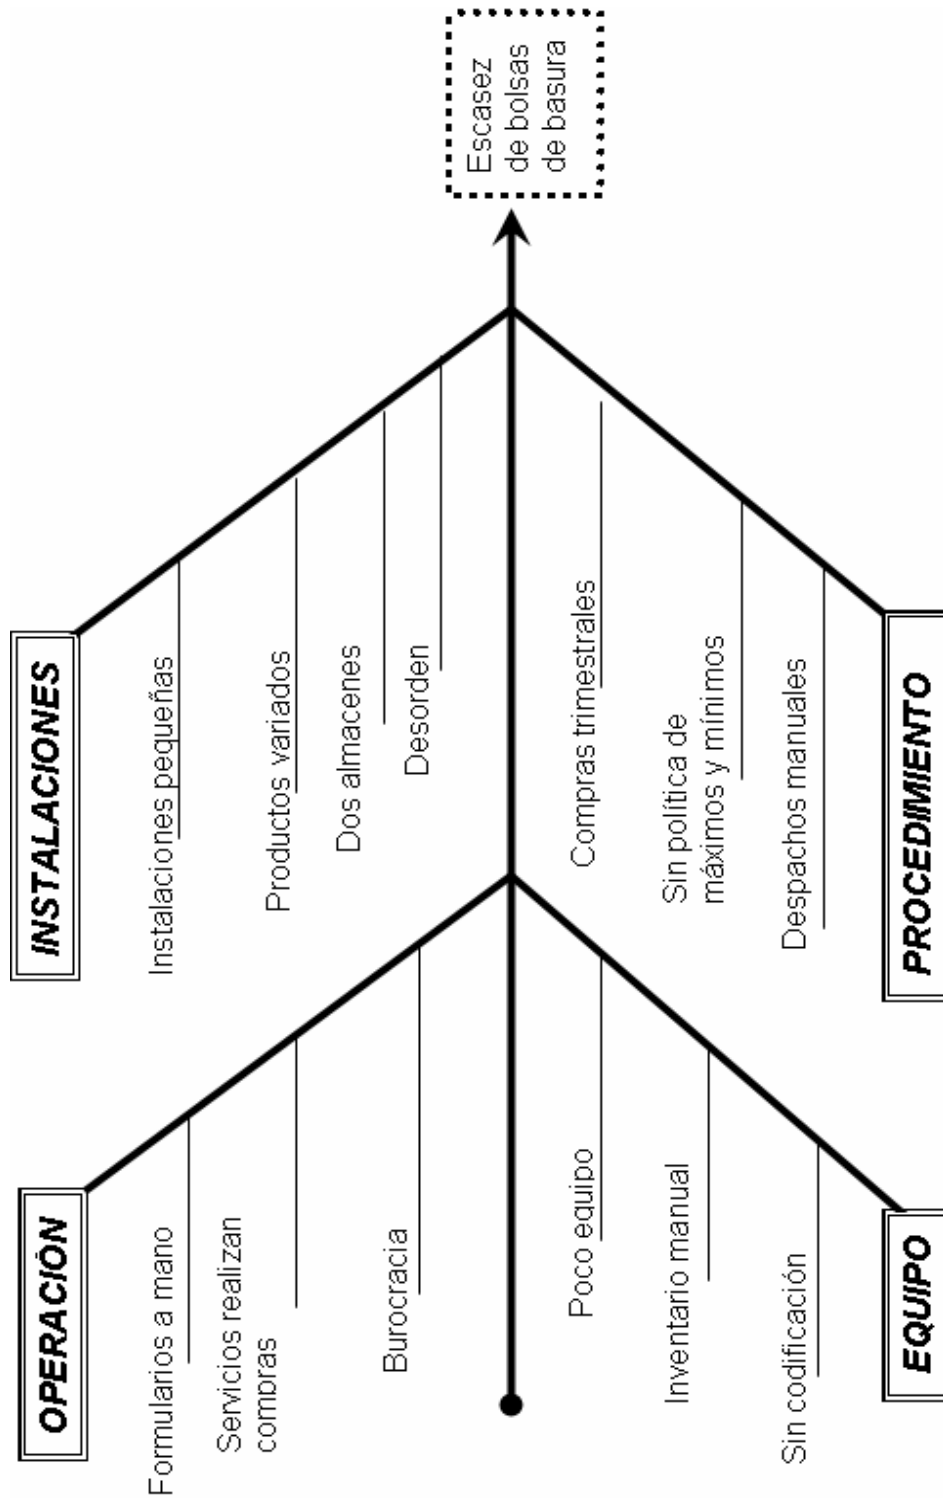 OPERACIÓN
Formularios a mano
Servicios realizan
compras
Burocracia
INSTALACIONES
Instalaciones pequeñas
Productos variados
Dos almacenes
Desorden
EQUIPO
Poco equipo
Inventario manual
Sin codificación
PROCEDIMIENTO
Compras trimestrales
Sin política de
máximos y mínimos
Despachos manuales
Escasez
de bolsas
de basura